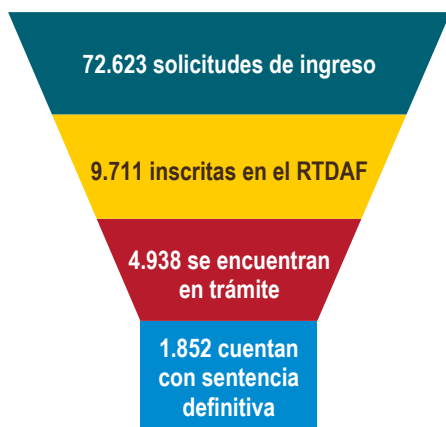 72.623 solicitudes de ingreso
9.711 inscritas en el RTDAF
4.938 se encuentran
en trámite
1.852 cuentan
con sentencia
definitiva